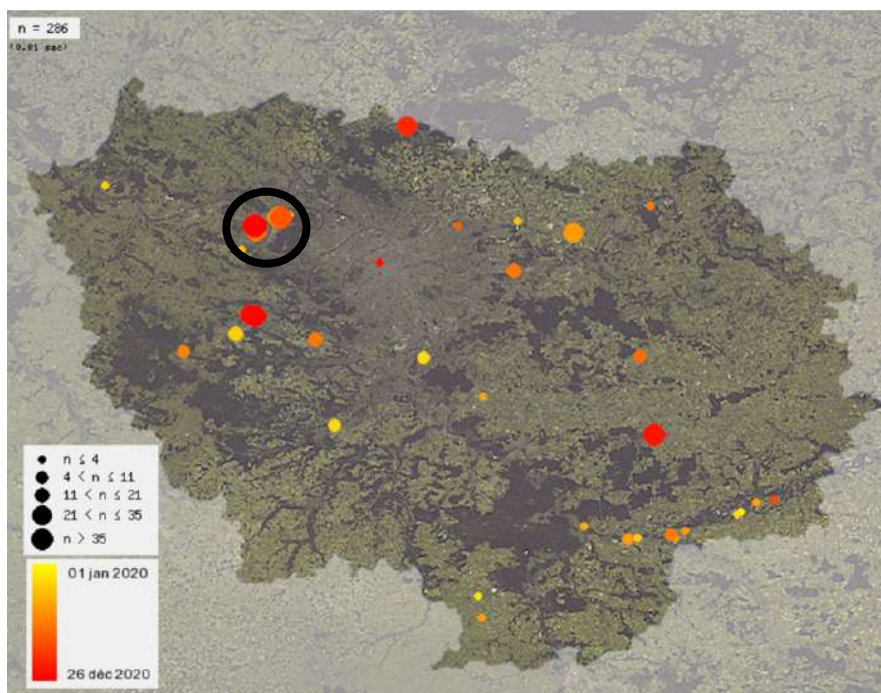 n = 286
(0.01 sec)
n ≤ 4
4 < n ≤ 11
11 < n ≤ 21
21 < n ≤ 35
n > 35
01 jan 2020
26 déc 2020